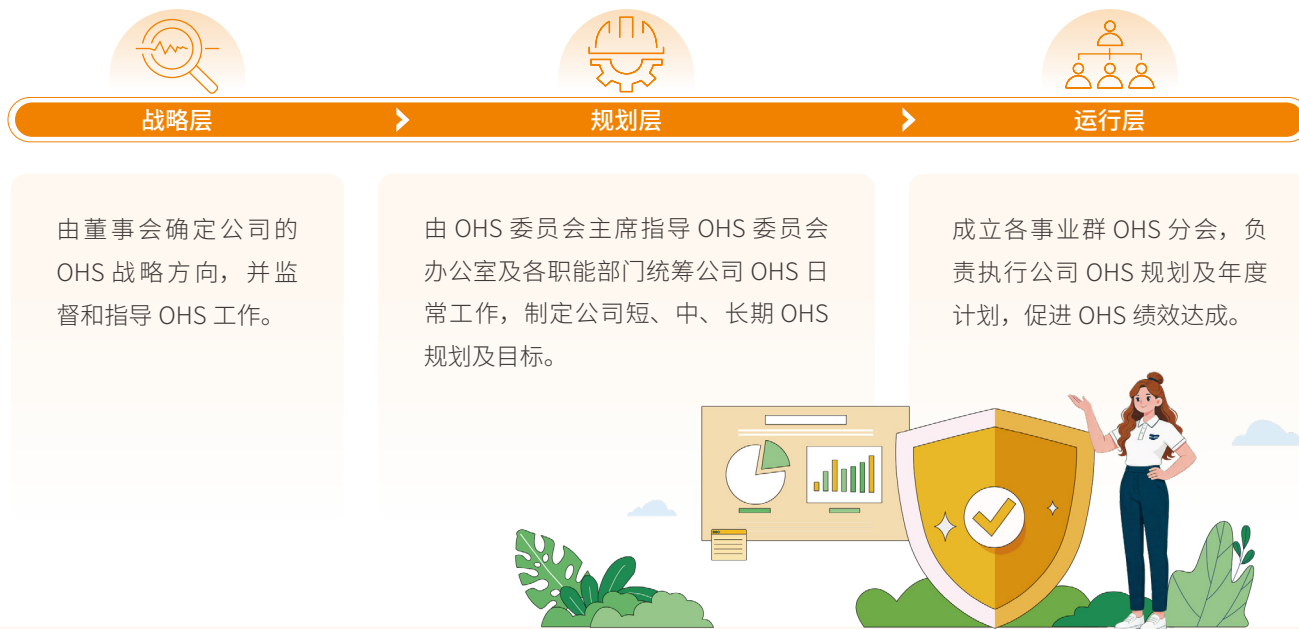 战略层
规划层
运行层
由董事会确定公司的
OHS 战略方向，并监
督和指导 OHS 工作。
由 OHS 委员会主席指导 OHS 委员会
办公室及各职能部门统筹公司 OHS 日
常工作，制定公司短、中、长期 OHS
规划及目标。
成立各事业群 OHS 分会，负
责执行公司 OHS 规划及年度
计划，促进 OHS 绩效达成。